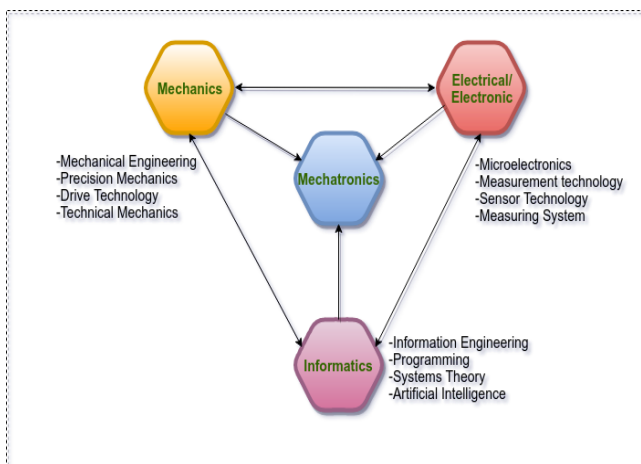 Mechanics
Electrical/
Electronic
-Mechanical Engineering
-Precision Mechanics
-Drive Technology
-Technical Mechanics
Mechatronics
-Microelectronics
-Measurement technology
-Sensor Technology
-Measuring System
Informatics
-Information Engineering
-Programming
-Systems Theory
-Artificial Intelligence